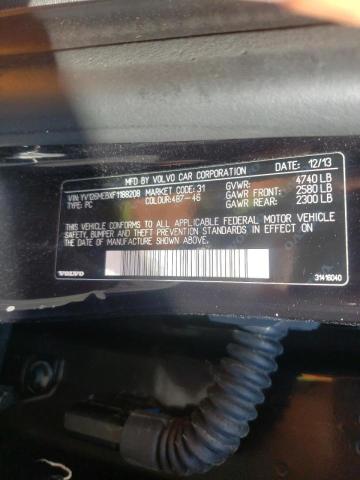 MFD BY VOLVO CAR CORPORATION 12/13
VIN: YV126MEBXF1188208 MARKET CODE: 31 GVWR: 4740 LB
TYPE: PC COLOUR:487-46 GAWR FRONT: 2580 LB
GAWR REAR: 2300 LB
THIS VEHICLE CONFORMS TO ALL APPLICABLE FEDERAL MOTOR VEHICLE
SAFETY, BUMPER AND THEFT PREVENTION STANDARDS IN EFFECT ON
THE DATE OF MANUFACTURE SHOWN ABOVE.
VOLVO 31416040